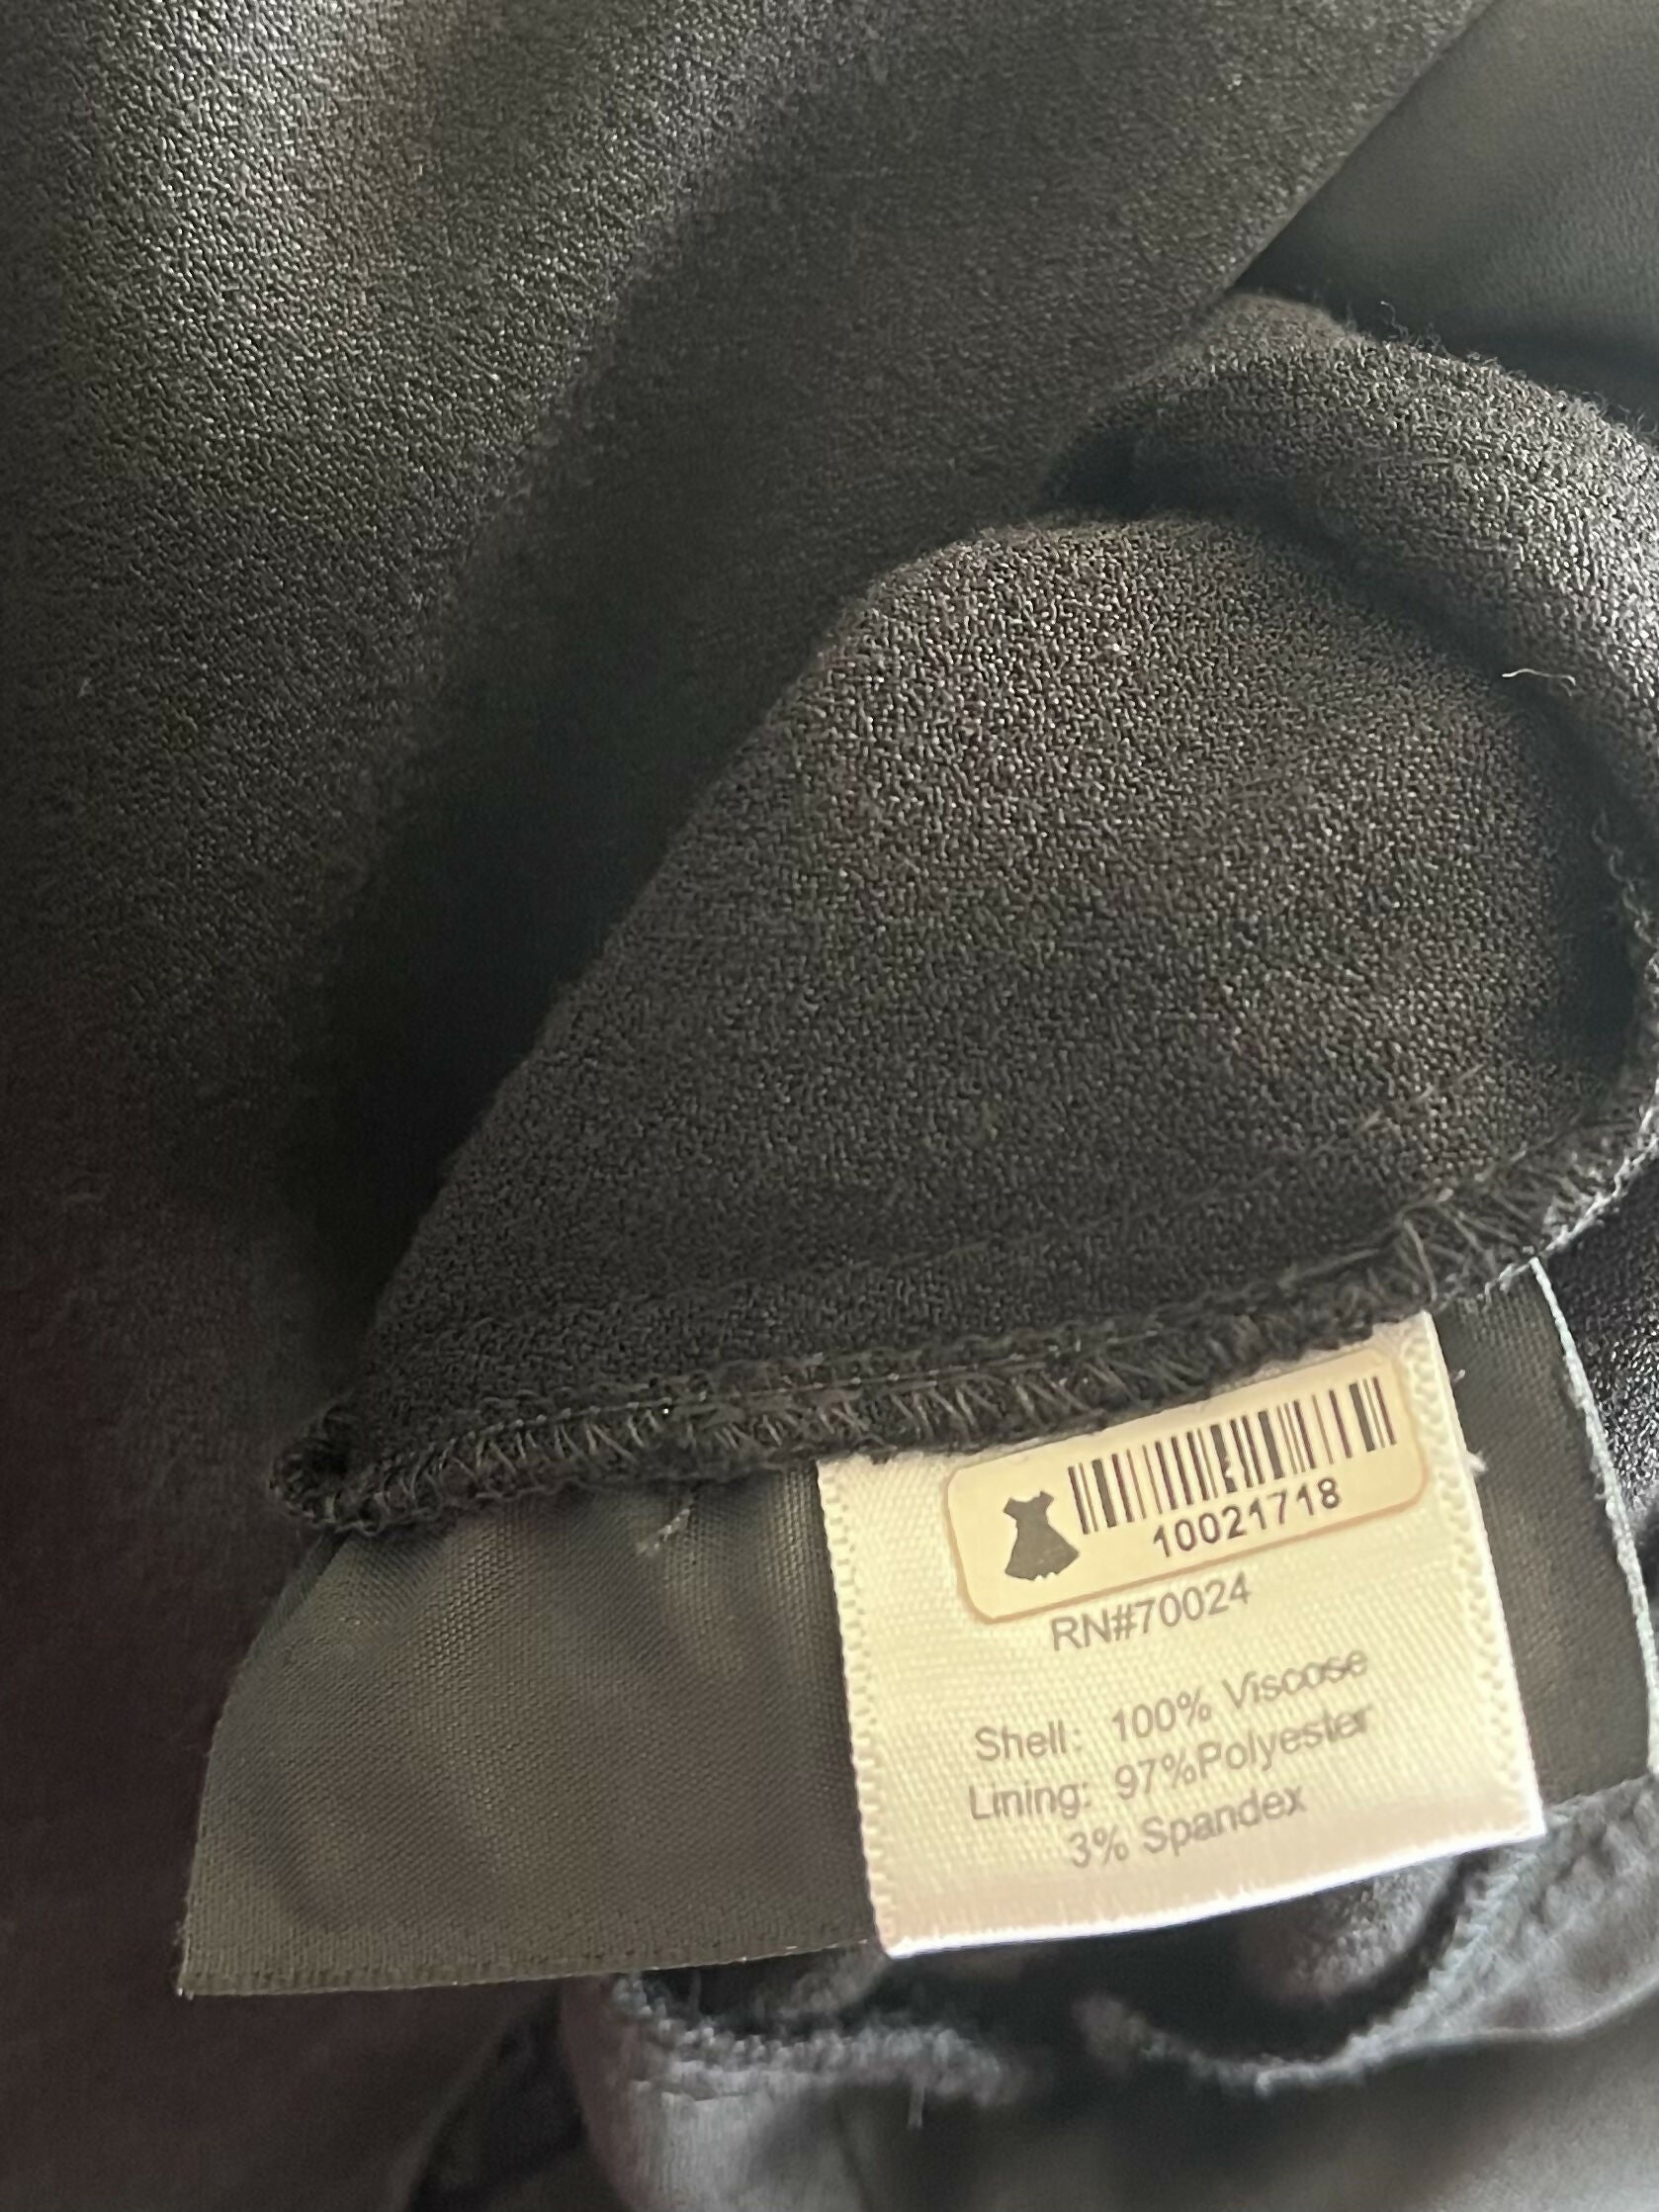 10021718
RN#70024
Shell: 100% Viscose
Lining: 97%Polyester
3% Spandex